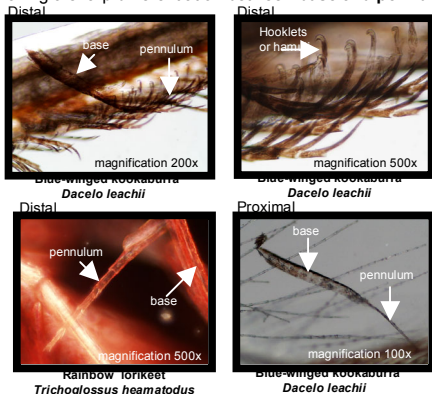 Distal
Distal
base
pennulum
Hooklets
or hamuli
magnification 200x
magnification 500x
Blue-winged kookaburra
Dacelo leachii
Blue-winged kookaburra
Dacelo leachii
Distal
Proximal
pennulum
base
base
pennulum
magnification 500x
magnification 100x
Rainbow lorikeet
Trichoglossus heamatodus
Blue-winged kookaburra
Dacelo leachii